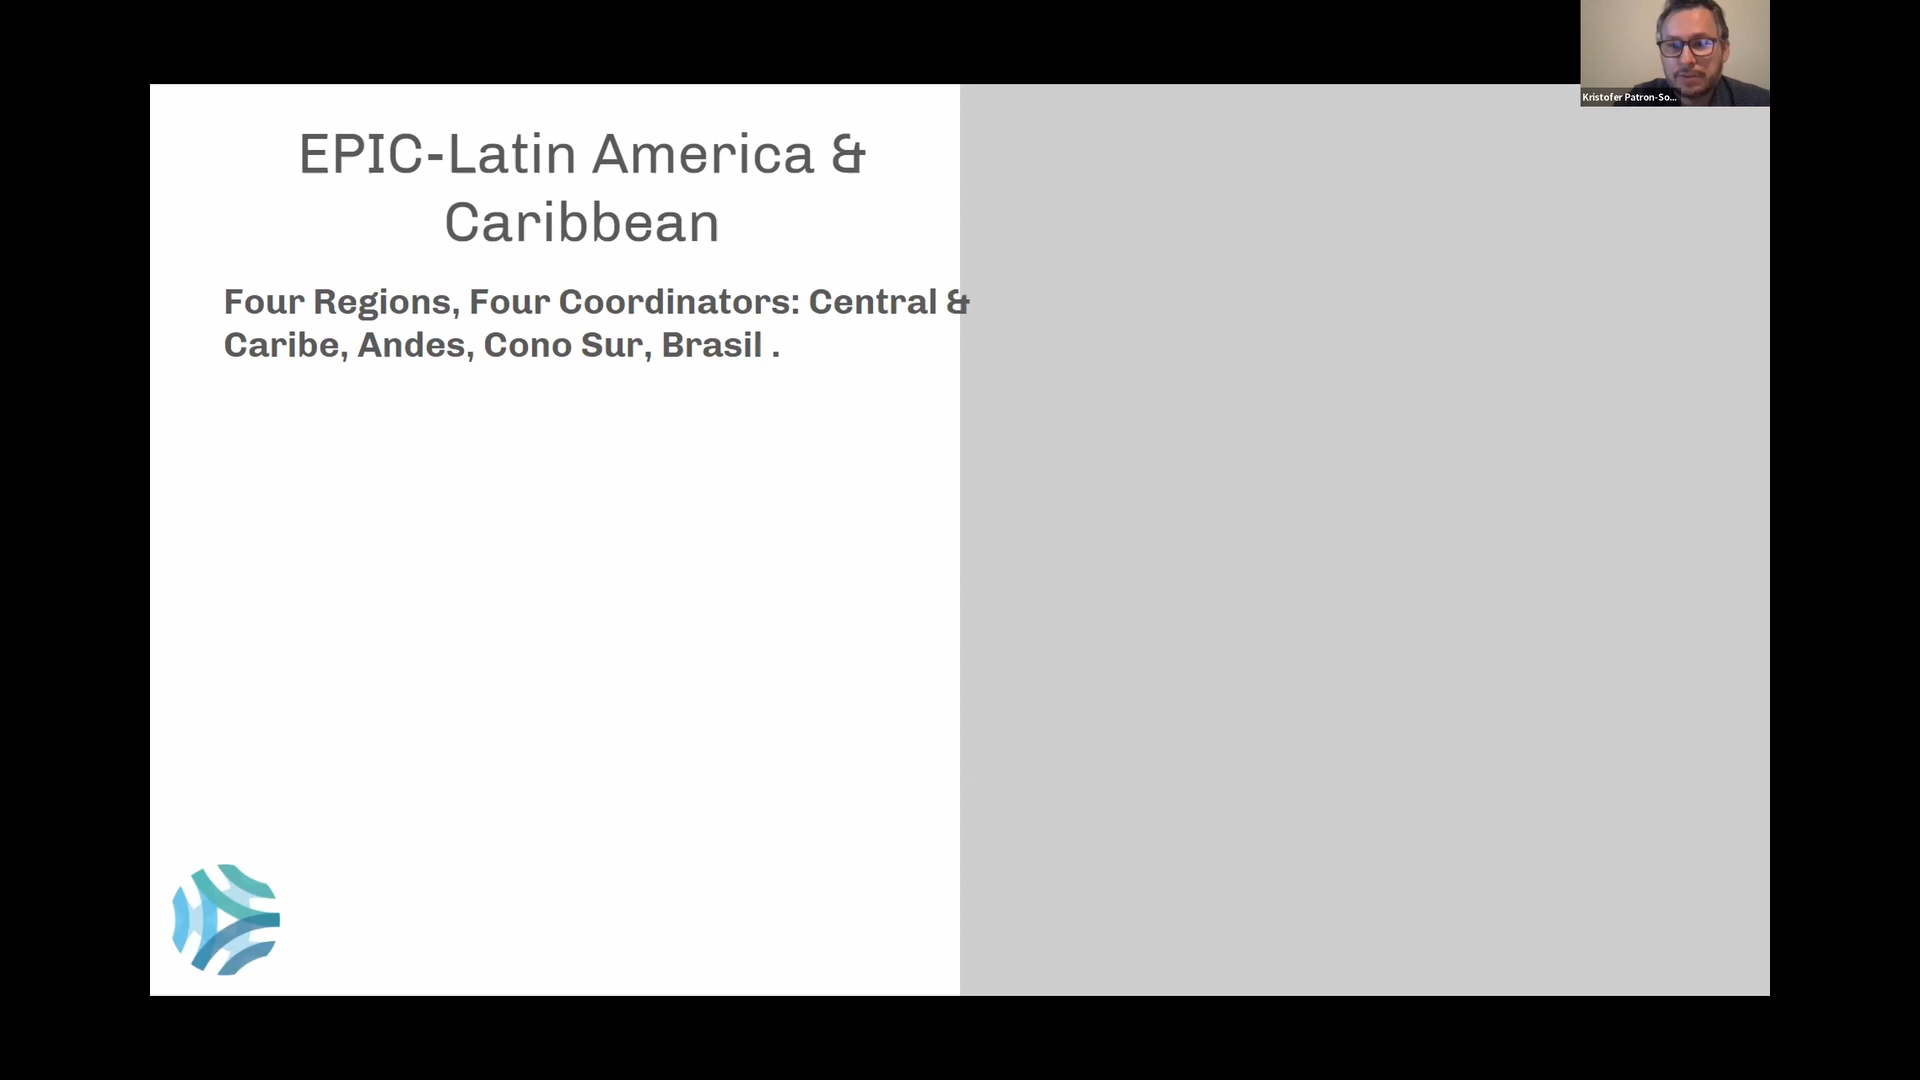 EPIC-Latin America &
Caribbean
Four Regions, Four Coordinators: Central &
Caribe, Andes, Cono Sur, Brasil .
Kristofer Patron-So...